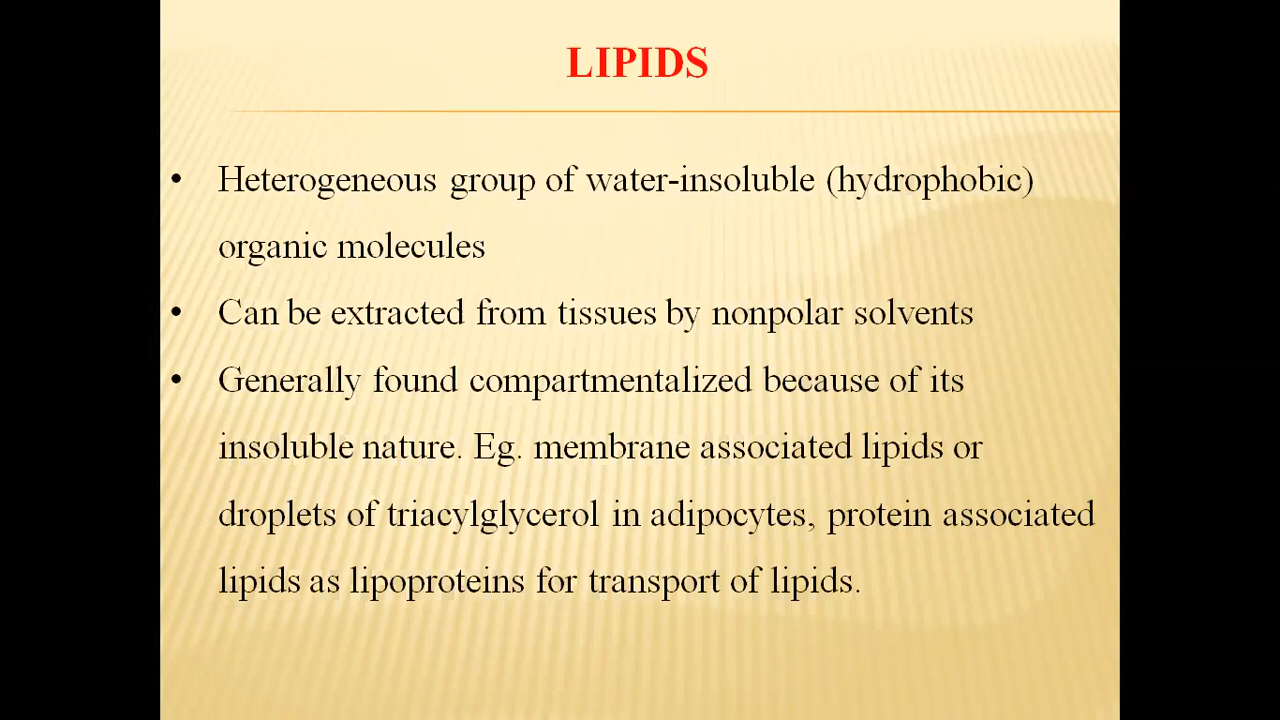 LIPIDS
• Heterogeneous group of water-insoluble (hydrophobic)
organic molecules
• Can be extracted from tissues by nonpolar solvents
• Generally found compartmentalized because of its
insoluble nature. Eg. membrane associated lipids or
droplets of triacylglycerol in adipocytes, protein associated
lipids as lipoproteins for transport of lipids.